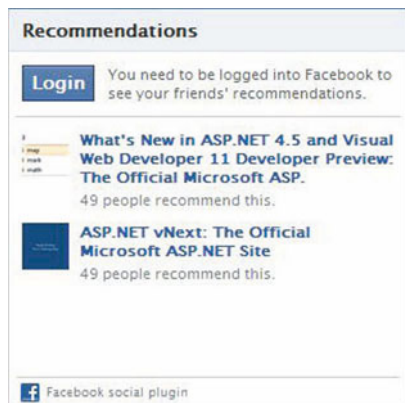 Recommendations
Login
You need to be logged into Facebook to
see your friends' recommendations.
What's New in ASP.NET 4.5 and Visual
Web Developer 11 Developer Preview:
The Official Microsoft ASP.
49 people recommend this.
ASP.NET vNext: The Official
Microsoft ASP.NET Site
49 people recommend this.
Facebook social plugin